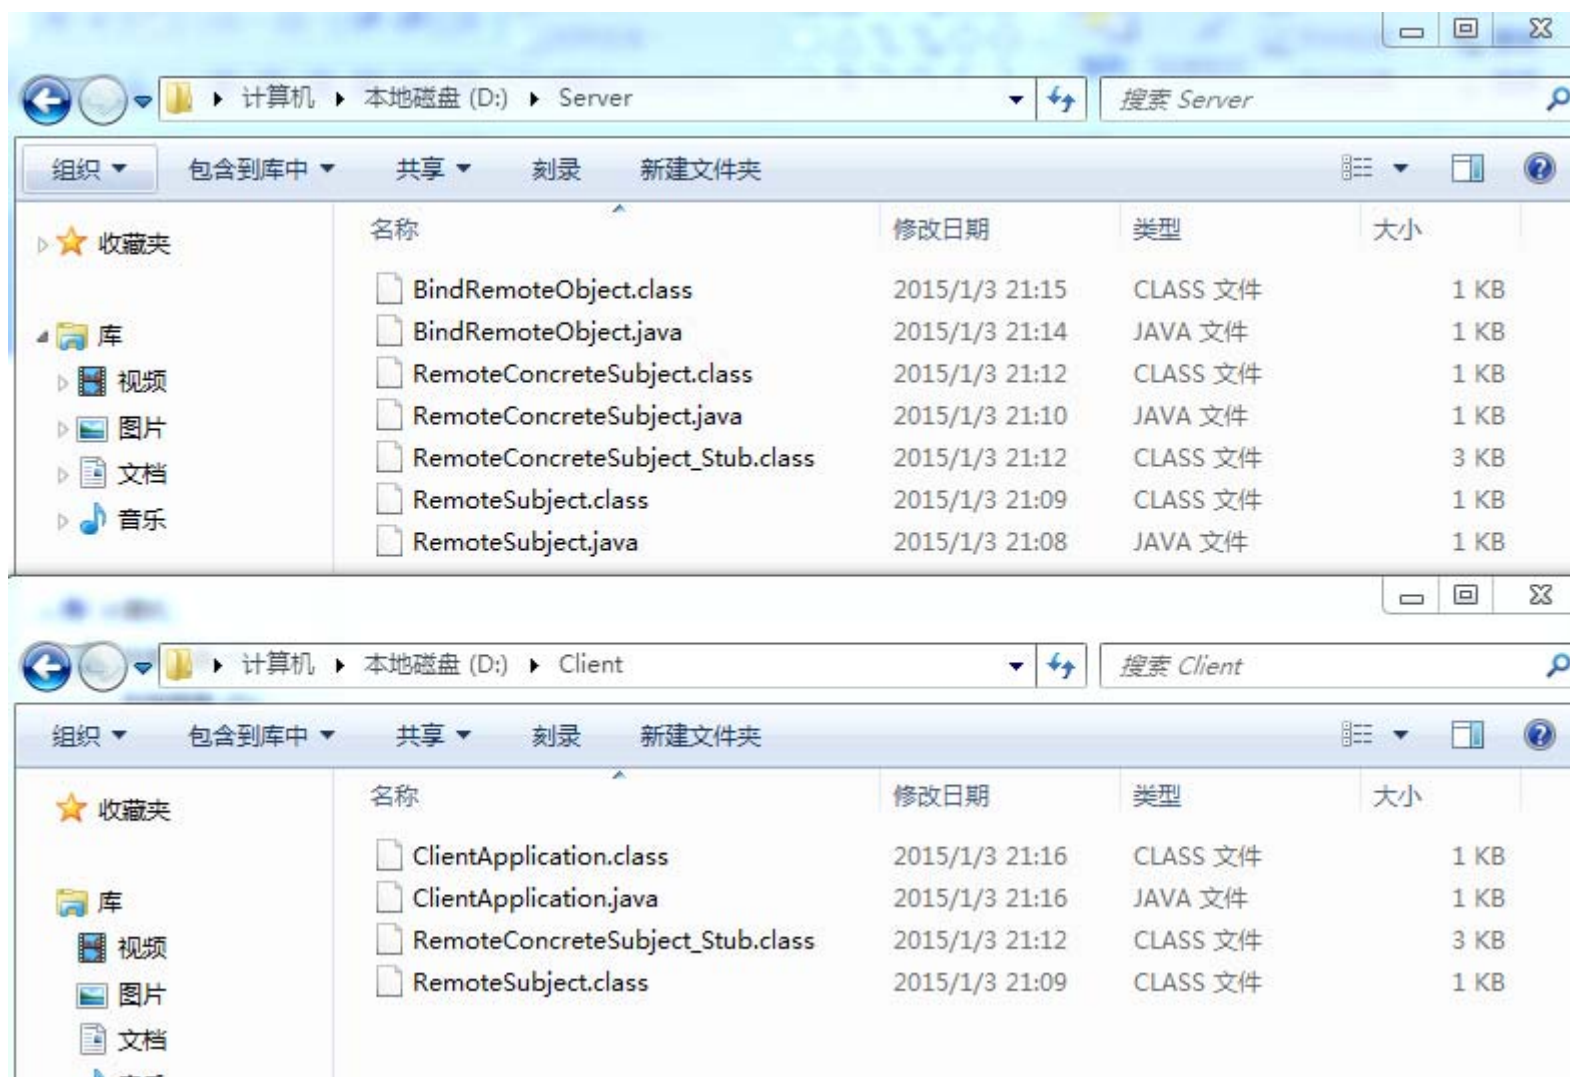 计算机 本地磁盘 (D:) Server 搜索 Server
组织 包含到库中 共享 刻录 新建文件夹
收藏夹
库
视频
图片
文档
音乐
名称 修改日期 类型 大小
BindRemoteObject.class 2015/1/3 21:15 CLASS 文件 1 KB
BindRemoteObject.java 2015/1/3 21:14 JAVA 文件 1 KB
RemoteConcreteSubject.class 2015/1/3 21:12 CLASS 文件 1 KB
RemoteConcreteSubject.java 2015/1/3 21:10 JAVA 文件 1 KB
RemoteConcreteSubject_Stub.class 2015/1/3 21:12 CLASS 文件 3 KB
RemoteSubject.class 2015/1/3 21:09 CLASS 文件 1 KB
RemoteSubject.java 2015/1/3 21:08 JAVA 文件 1 KB
计算机 本地磁盘 (D:) Client 搜索 Client
组织 包含到库中 共享 刻录 新建文件夹
收藏夹
库
视频
图片
文档
名称 修改日期 类型 大小
ClientApplication.class 2015/1/3 21:16 CLASS 文件 1 KB
ClientApplication.java 2015/1/3 21:16 JAVA 文件 1 KB
RemoteConcreteSubject_Stub.class 2015/1/3 21:12 CLASS 文件 3 KB
RemoteSubject.class 2015/1/3 21:09 CLASS 文件 1 KB